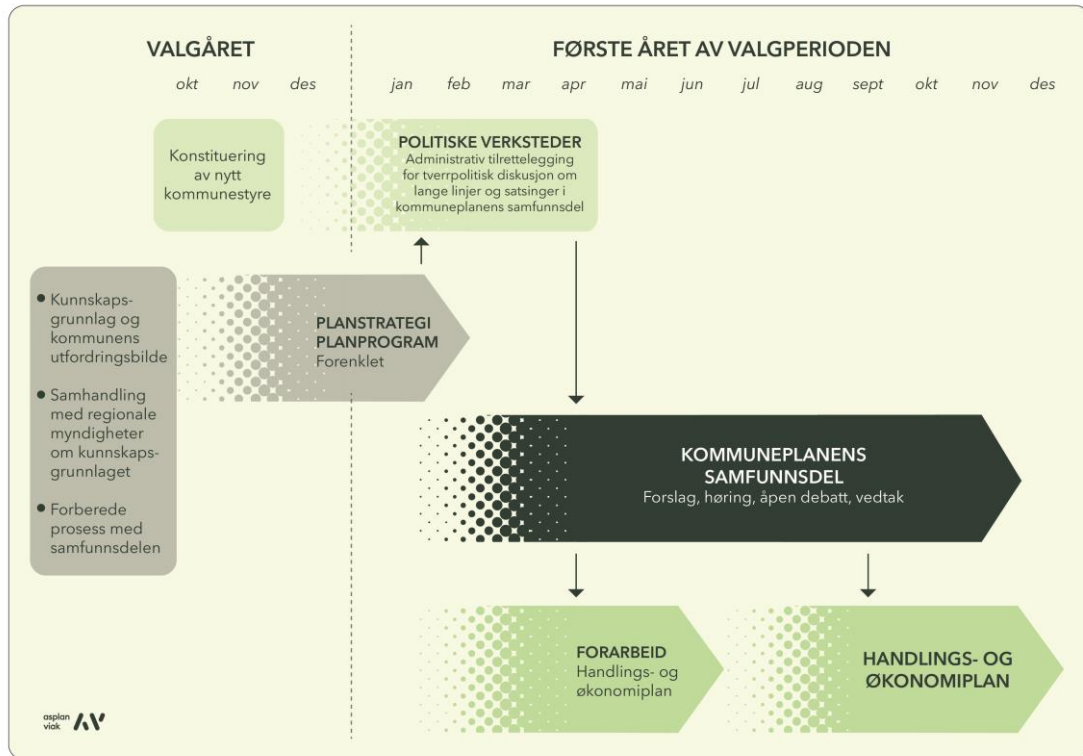 VALGÅRET
FØRSTE ÅRET AV VALGPERIODEN
okt nov des jan feb mar apr mai jun jul aug sept okt nov des
Konstituering
av nytt
kommunestyre
POLITISKE VERKSTEDER
Administrativ tilrettelegging
for tverrpolitisk diskusjon om
lange linjer og satsinger i
kommuneplanens samfunnsdel
• Kunnskaps-
grunnlag og
kommunens
utfordringsbilde
• Samhandling
med regionale
myndigheter
om kunnskaps-
grunnlaget
• Forberede
prosess med
samfunnsdelen
PLANSTRATEGI
PLANPROGRAM
Forenklet
KOMMUNEPLANENS
SAMFUNNSDEL
Forslag, høring, åpen debatt, vedtak
FORARBEID
Handlings- og
økonomiplan
HANDLINGS- OG
ØKONOMIPLAN
asplan
viak